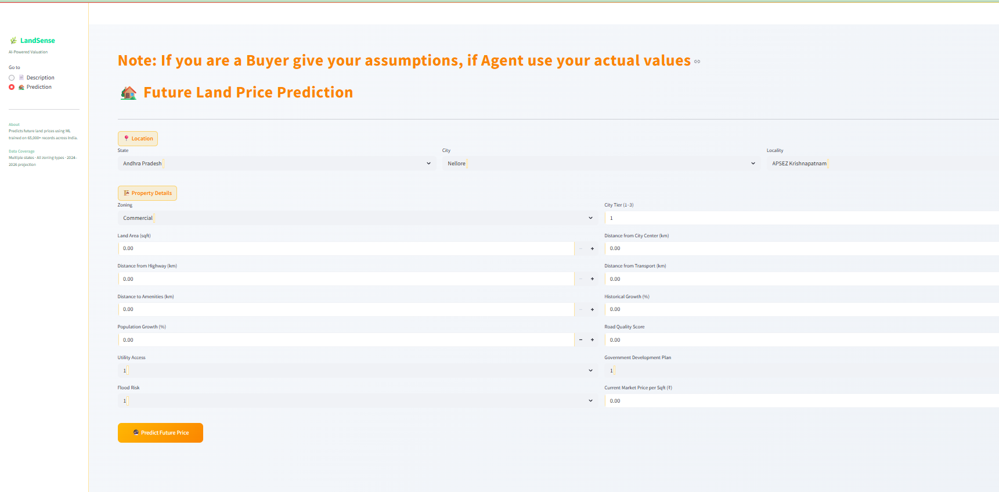 LandSense
AI-Powered Valuation
Go to
Description
Prediction
About
Predicts future land prices using ML
trained on 65,000+ records across India.
Data Coverage
Multiple states · All zoning types · 2024–
2026 projection
Note: If you are a Buyer give your assumptions, if Agent use your actual values
Future Land Price Prediction
Location
State
City
Locality
Andhra Pradesh
Nellore
APSEZ Krishnapatnam
Property Details
Zoning
City Tier (1–3)
Commercial
1
Land Area (sqft)
Distance from City Center (km)
0.00
0.00
Distance from Highway (km)
Distance from Transport (km)
0.00
0.00
Distance to Amenities (km)
Historical Growth (%)
0.00
0.00
Population Growth (%)
Road Quality Score
0.00
0.00
Utility Access
Government Development Plan
1
1
Flood Risk
Current Market Price per Sqft (₹)
1
0.00
Predict Future Price